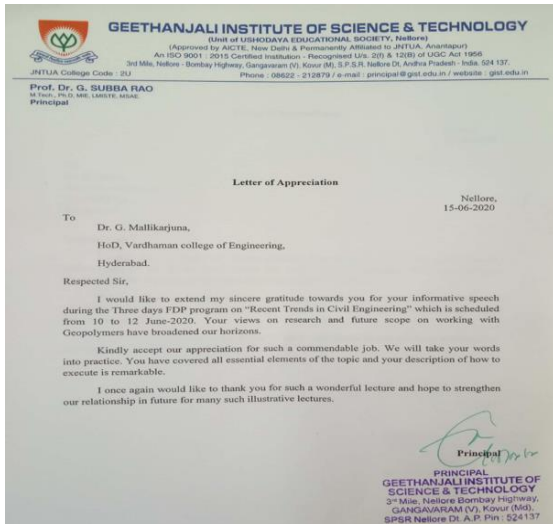 GEETHANJALI INSTITUTE OF SCIENCE & TECHNOLOGY
(Unit of USHODAYA EDUCATIONAL SOCIETY, Nellore)
(Approved by AICTE, New Delhi & Permanently Affiliated to JNTUA, Anantapur)
An ISO 9001 : 2015 Certified Institution - Recognised U/s. 2(f) & 12(B) of UGC Act 1956
3rd Mile, Nellore - Bombay Highway, Gangavaram (V), Kovur (M), S.P.S.R. Nellore Dt, Andhra Pradesh - India. 524 137.
JNTUA College Code : 2U
Phone : 08622 - 212879 / e-mail : principal@gist.edu.in / website : gist.edu.in
Prof. Dr. G. SUBBA RAO
M.Tech., Ph.D, MIE, LMISTE, MSAE
Principal
Letter of Appreciation
Nellore,
15-06-2020
To
Dr. G. Mallikarjuna,
HoD, Vardhaman college of Engineering,
Hyderabad.
Respected Sir,
I would like to extend my sincere gratitude towards you for your informative speech
during the Three days FDP program on "Recent Trends in Civil Engineering" which is scheduled
from 10 to 12 June-2020. Your views on research and future scope on working with
Geopolymers have broadened our horizons.
Kindly accept our appreciation for such a commendable job. We will take your words
into practice. You have covered all essential elements of the topic and your description of how to
execute is remarkable.
I once again would like to thank you for such a wonderful lecture and hope to strengthen
our relationship in future for many such illustrative lectures.
Principal
PRINCIPAL
GEETHANJALI INSTITUTE OF
SCIENCE & TECHNOLOGY
3rd Mile, Nellore Bombay Highway,
GANGAVARAM (V), Kovur (Md),
SPSR Nellore Dt. A.P. Pin : 524137